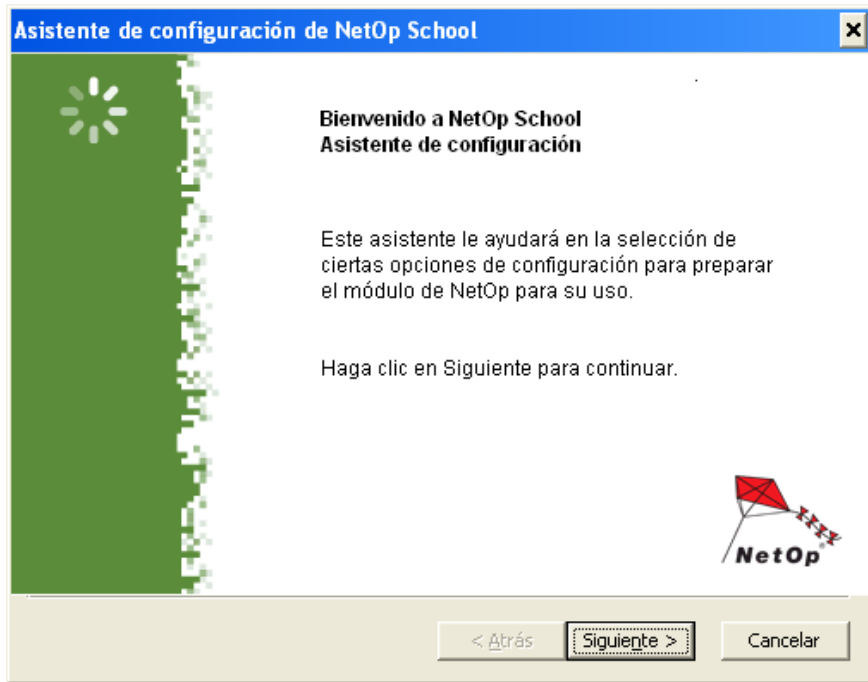 Asistente de configuración de NetOp School
Bienvenido a NetOp School
Asistente de configuración
Este asistente le ayudará en la selección de
ciertas opciones de configuración para preparar
el módulo de NetOp para su uso.
Haga clic en Siguiente para continuar.
NetOp®
< Atrás
Siguiente >
Cancelar